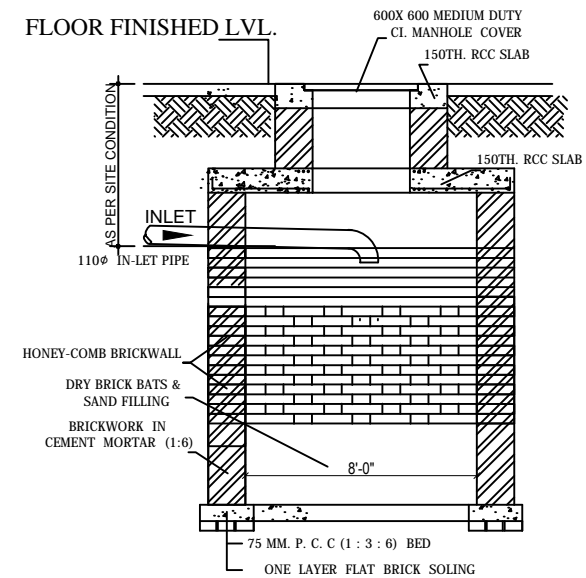 FLOOR FINISHED LVL.
600X 600 MEDIUM DUTY
CI. MANHOLE COVER
150TH. RCC SLAB
150TH. RCC SLAB
AS PER SITE CONDITION
INLET
110ϕ IN-LET PIPE
HONEY-COMB BRICKWALL
DRY BRICK BATS &
SAND FILLING
BRICKWORK IN
CEMENT MORTAR (1:6)
8'-0"
75 MM. P. C. C (1 : 3 : 6) BED
ONE LAYER FLAT BRICK SOLING